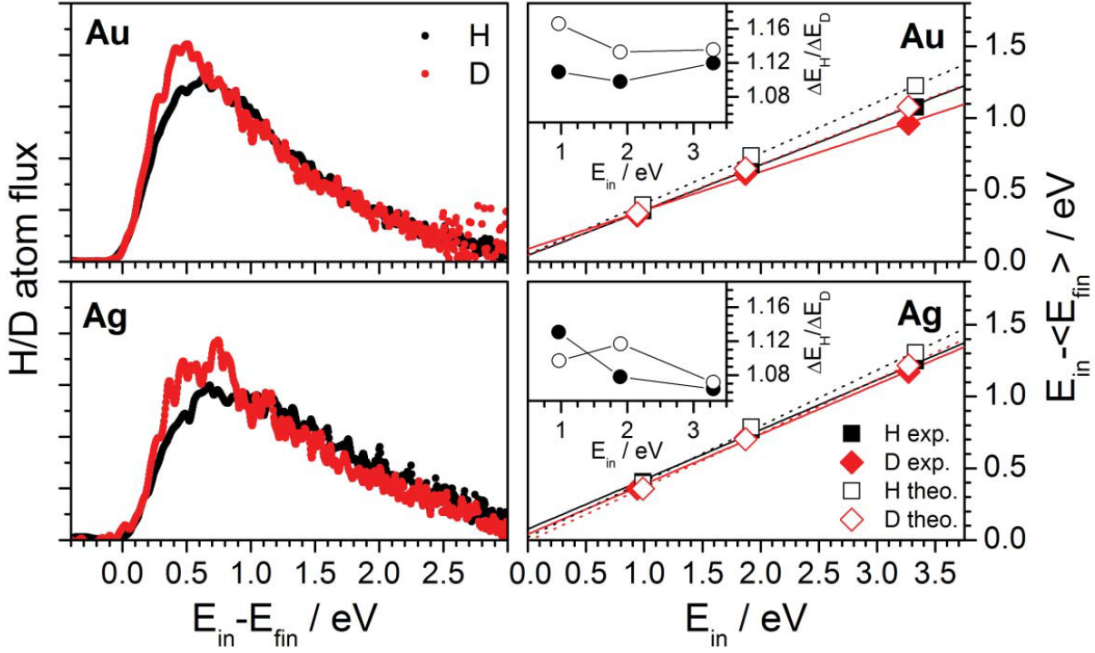 H/D atom flux
Au
H
D
Ag
0.0 0.5 1.0 1.5 2.0 2.5
E_in-E_fin / eV
Au
1.16
1.12
1.08
ΔE_H/ΔE_D
1 2 3
E_in / eV
1.5
1.0
0.5
0.0
Ag
1.16
1.12
1.08
ΔE_H/ΔE_D
1 2 3
E_in / eV
H exp.
D exp.
H theo.
D theo.
1.5
1.0
0.5
0.0
0.0 0.5 1.0 1.5 2.0 2.5 3.0 3.5
E_in / eV
E_in-<E_fin> / eV